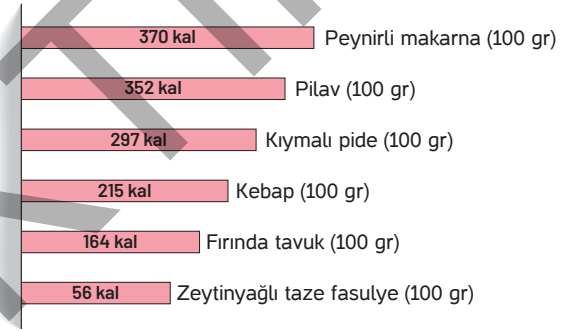 370 kal Peynirli makarna (100 gr)
352 kal Pilav (100 gr)
297 kal Kıymalı pide (100 gr)
215 kal Kebap (100 gr)
164 kal Fırında tavuk (100 gr)
56 kal Zeytinyağlı taze fasulye (100 gr)